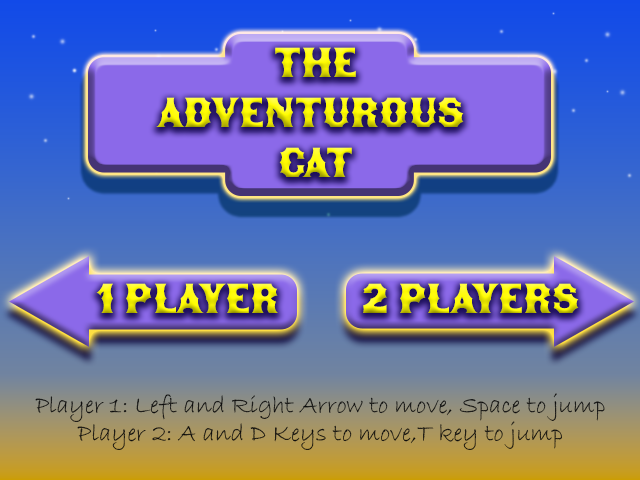 THE
ADVENTUROUS
CAT
1 PLAYER
2 PLAYERS
Player 1: Left and Right Arrow to move, Space to jump
Player 2: A and D Keys to move,T key to jump